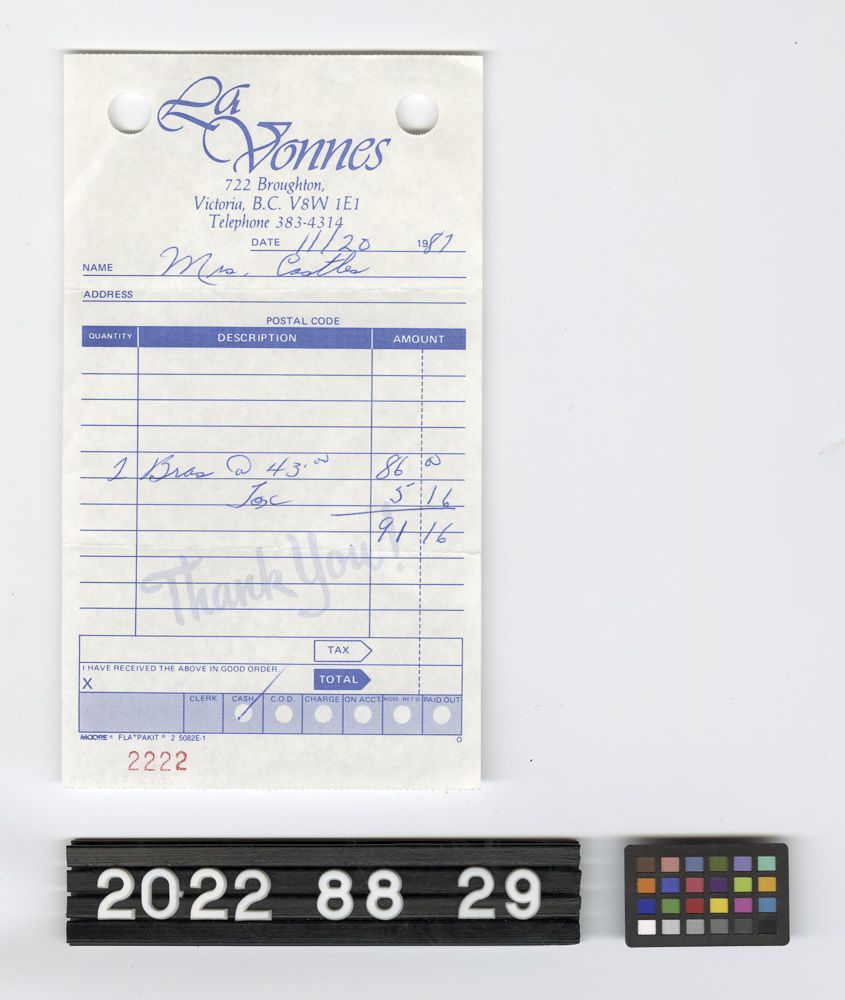 La
Vonnes
722 Broughton,
Victoria, B.C. V8W 1E1
Telephone 383-4314
DATE 11/20 1987
NAME Mrs. Castles
ADDRESS
POSTAL CODE
QUANTITY DESCRIPTION AMOUNT
2 Bras @ 43.00 86 00
Tax 5 16
91 16
Thank You!
TAX
I HAVE RECEIVED THE ABOVE IN GOOD ORDER.
X TOTAL
CLERK CASH C.O.D. CHARGE ON ACCT. MDSE. RET'D. PAID OUT
MOORE ® FLATPAKIT ® 2 5082E-1
2222
2022 88 29